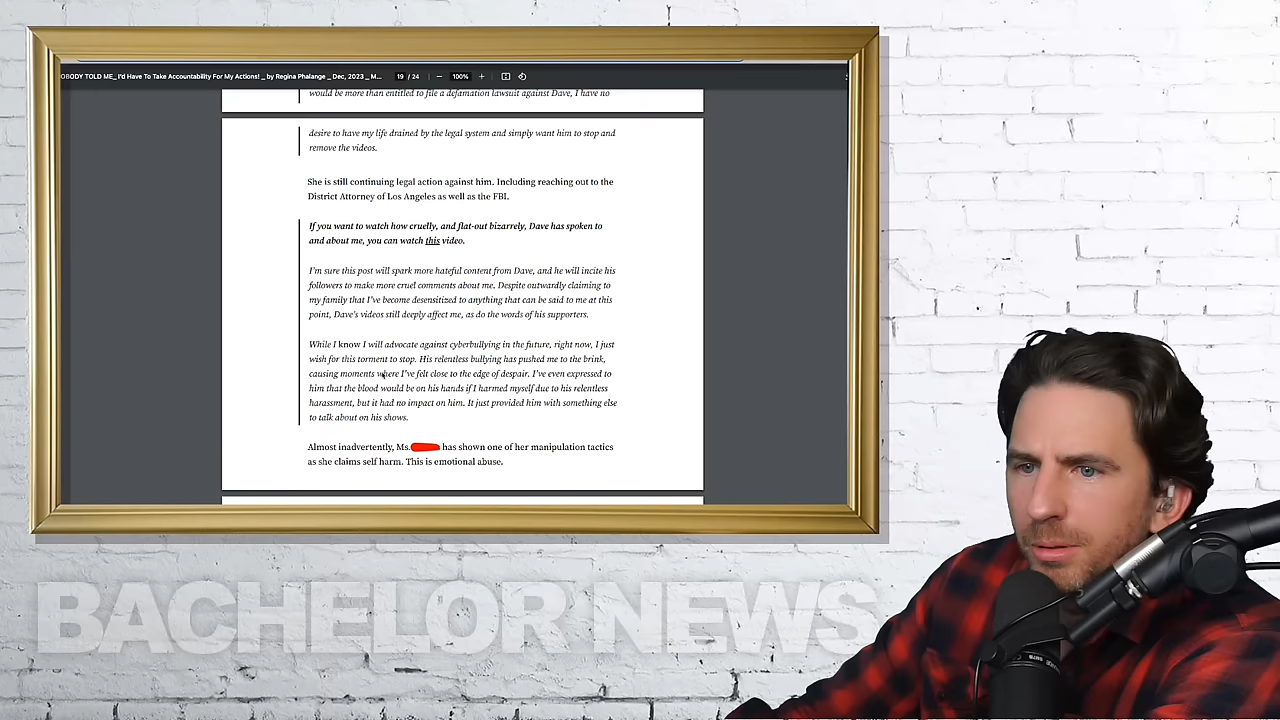 OBODY TOLD ME_ I'd Have To Take Accountability For My Actions! _ by Regina Phalange _ Dec, 2023 _ M... 19 / 24 — 100% +
would be more than entitled to file a defamation lawsuit against Dave, I have no
desire to have my life drained by the legal system and simply want him to stop and
remove the videos.
She is still continuing legal action against him. Including reaching out to the
District Attorney of Los Angeles as well as the FBI.
If you want to watch how cruelly, and flat-out bizarrely, Dave has spoken to
and about me, you can watch this video.
I'm sure this post will spark more hateful content from Dave, and he will incite his
followers to make more cruel comments about me. Despite outwardly claiming to
my family that I've become desensitized to anything that can be said to me at this
point, Dave's videos still deeply affect me, as do the words of his supporters.
While I know I will advocate against cyberbullying in the future, right now, I just
wish for this torment to stop. His relentless bullying has pushed me to the brink,
causing moments where I've felt close to the edge of despair. I've even expressed to
him that the blood would be on his hands if I harmed myself due to his relentless
harassment, but it had no impact on him. It just provided him with something else
to talk about on his shows.
Almost inadvertently, Ms. has shown one of her manipulation tactics
as she claims self harm. This is emotional abuse.
BACHELOR NEWS